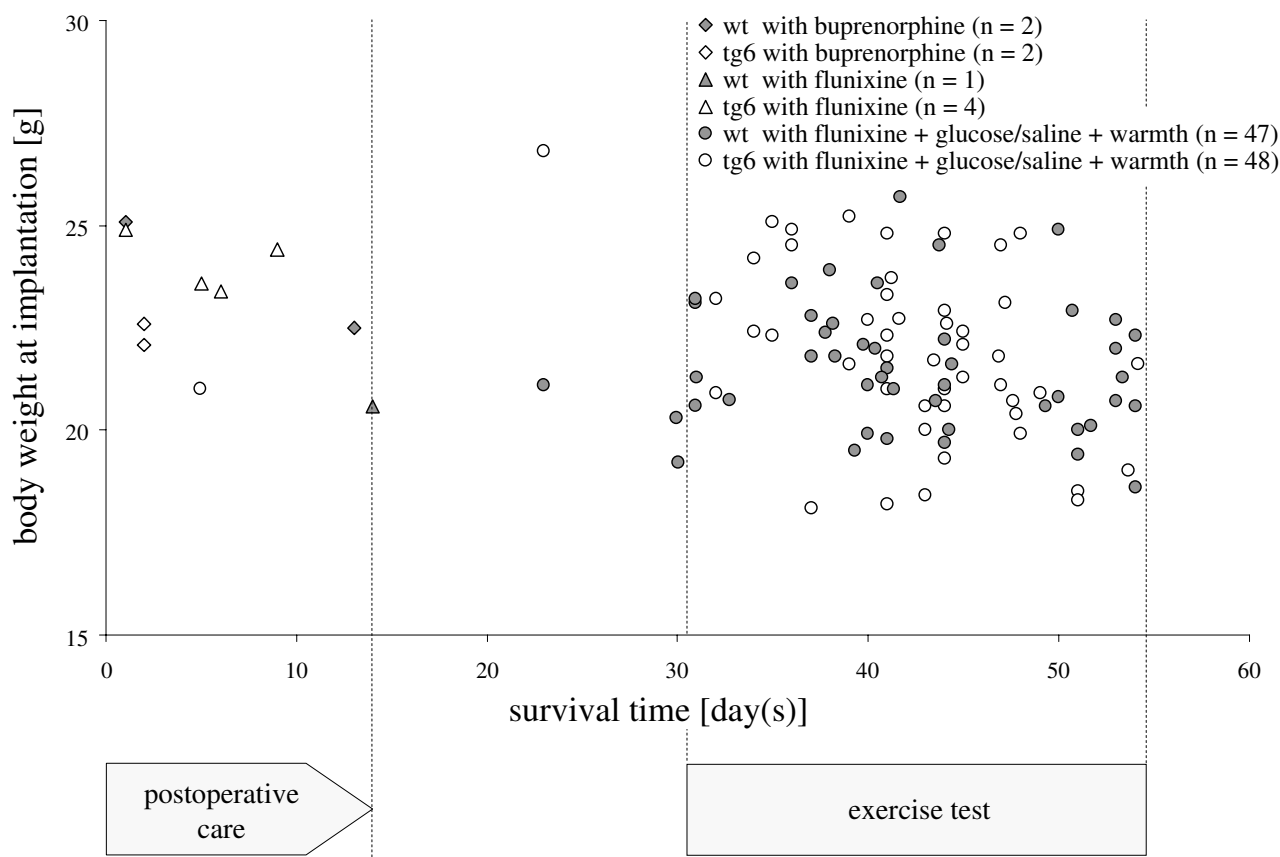 30
wt with buprenorphine (n = 2)
tg6 with buprenorphine (n = 2)
wt with flunixine (n = 1)
tg6 with flunixine (n = 4)
wt with flunixine + glucose/saline + warmth (n = 47)
tg6 with flunixine + glucose/saline + warmth (n = 48)
body weight at implantation [g]
25
20
15
0 10 20 30 40 50 60
survival time [day(s)]
postoperative
care
exercise test